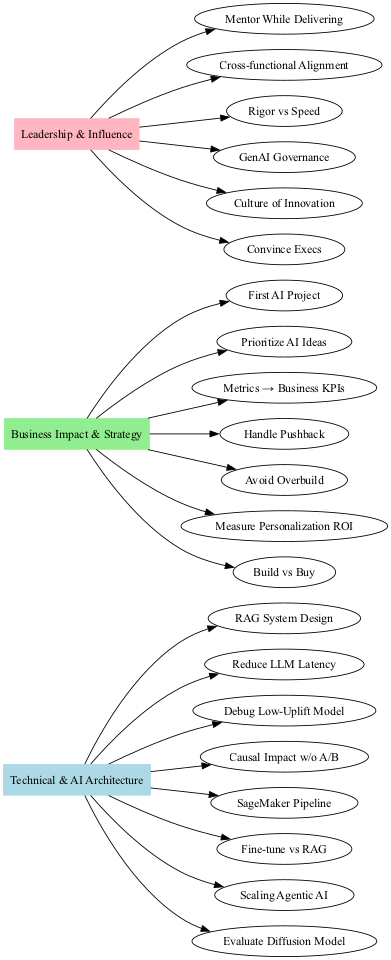 Mentor While Delivering
Cross-functional Alignment
Rigor vs Speed
Leadership & Influence
GenAI Governance
Culture of Innovation
Convince Execs
First AI Project
Prioritize AI Ideas
Metrics → Business KPIs
Business Impact & Strategy
Handle Pushback
Avoid Overbuild
Measure Personalization ROI
Build vs Buy
RAG System Design
Reduce LLM Latency
Debug Low-Uplift Model
Causal Impact w/o A/B
Technical & AI Architecture
SageMaker Pipeline
Fine-tune vs RAG
Scaling Agentic AI
Evaluate Diffusion Model